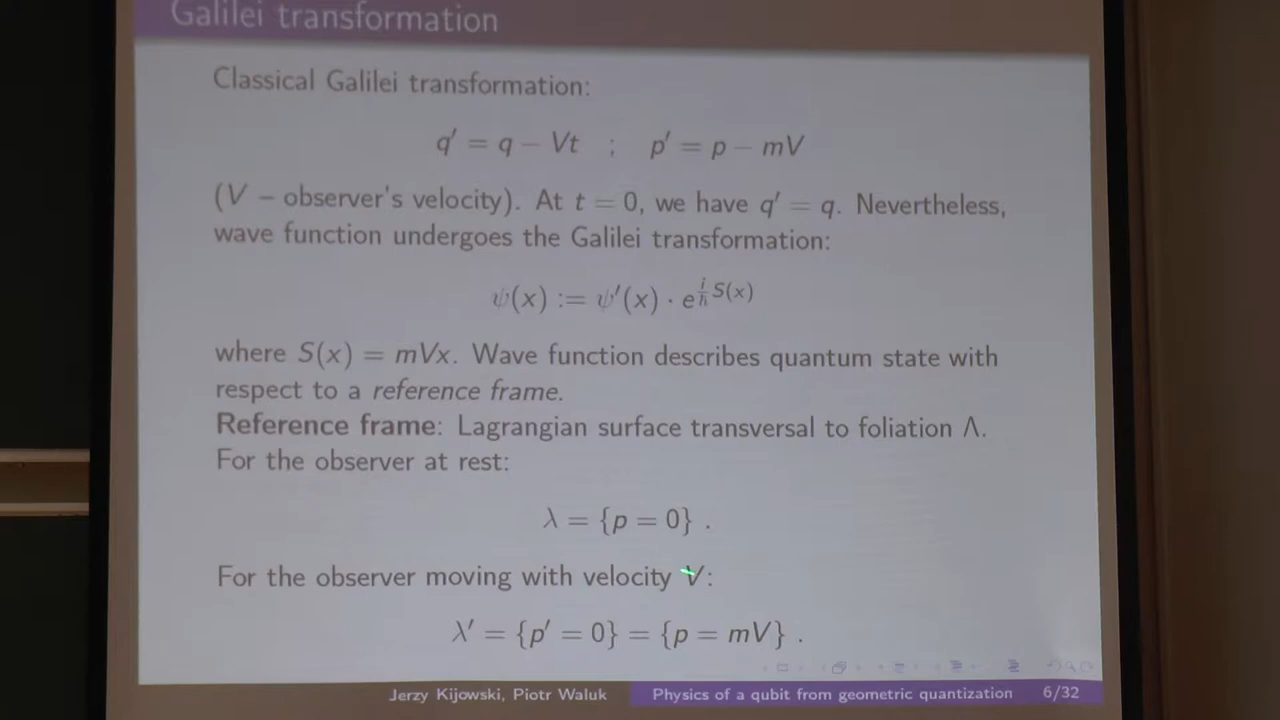 Galilei transformation
Classical Galilei transformation:
q′ = q − Vt ; p′ = p − mV
(V – observer's velocity). At t = 0, we have q′ = q. Nevertheless,
wave function undergoes the Galilei transformation:
ψ(x) := ψ′(x) · e^{\frac{i}{ℏ} S(x)}
where S(x) = mVx. Wave function describes quantum state with
respect to a reference frame.
Reference frame: Lagrangian surface transversal to foliation Λ.
For the observer at rest:
λ = {p = 0} .
For the observer moving with velocity V:
λ′ = {p′ = 0} = {p = mV} .
Jerzy Kijowski, Piotr Waluk Physics of a qubit from geometric quantization 6/32